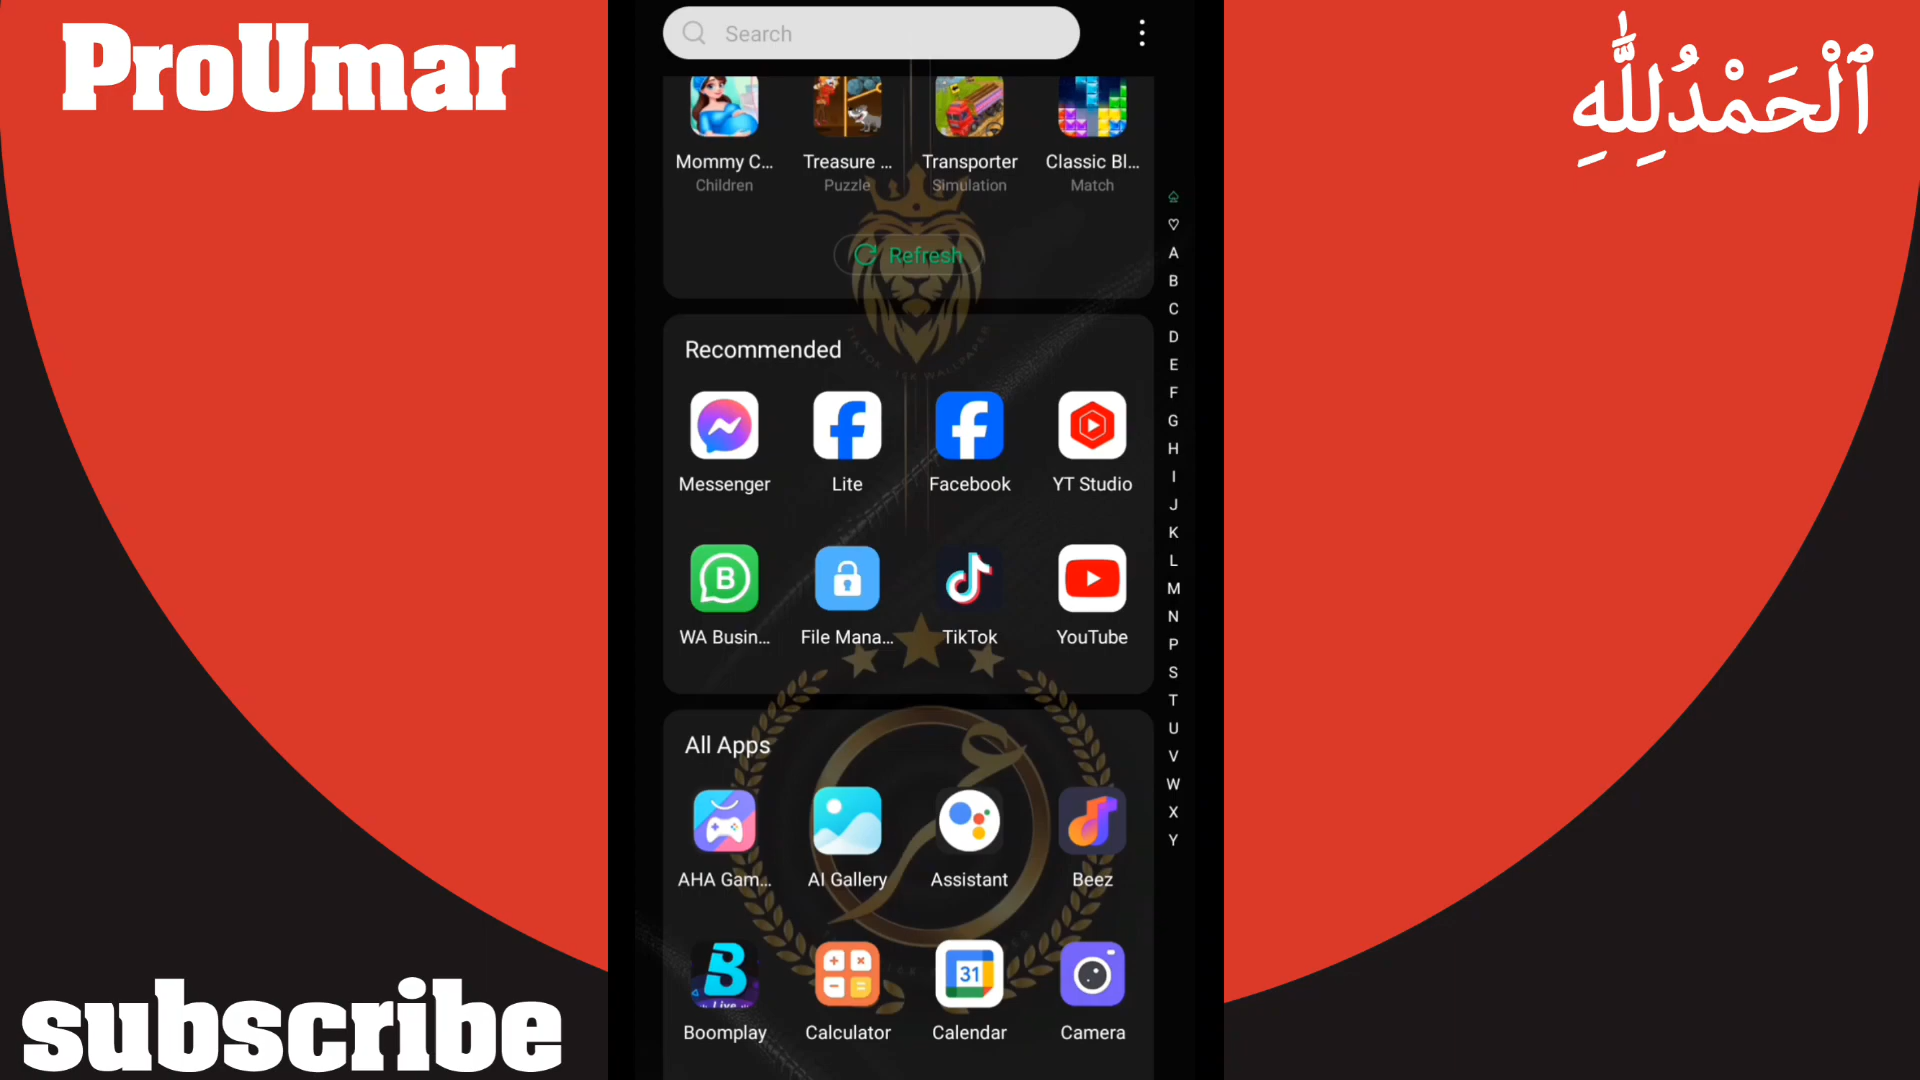 ProUmar
ٱلْحَمْدُلِلّٰهِ
Search
Mommy C... Treasure ... Transporter Classic Bl...
Children Puzzle Simulation Match
Refresh
Recommended
Messenger Lite Facebook YT Studio
WA Busin... File Mana... TikTok YouTube
All Apps
AHA Gam... AI Gallery Assistant Beez
B
Live
31
Boomplay Calculator Calendar Camera
A
B
C
D
E
F
G
H
I
J
K
L
M
N
P
S
T
U
V
W
X
Y
subscribe